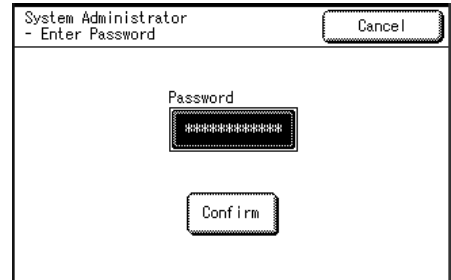 System Administrator
- Enter Password
Cancel
Password
************
Confirm